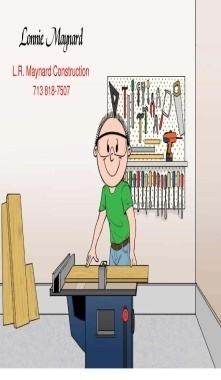 Lonnie Maynard
L.R. Maynard Construction
713 818-7507